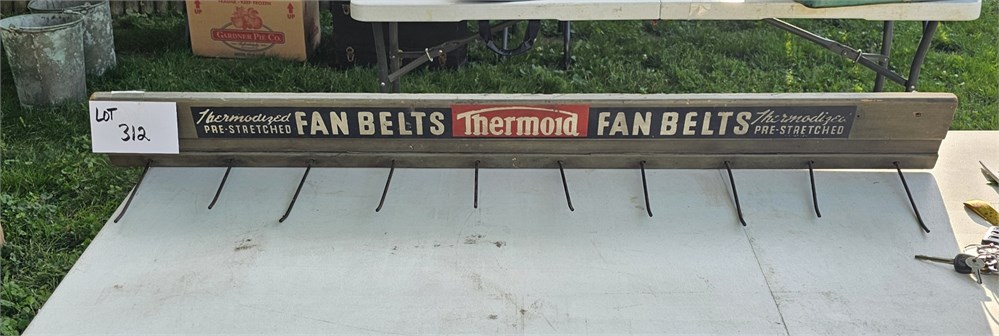 GARDNER PIE CO.
LOT
312
Thermodized
PRE-STRETCHED
FAN BELTS
Thermoid
FAN BELTS
Thermodized
PRE-STRETCHED